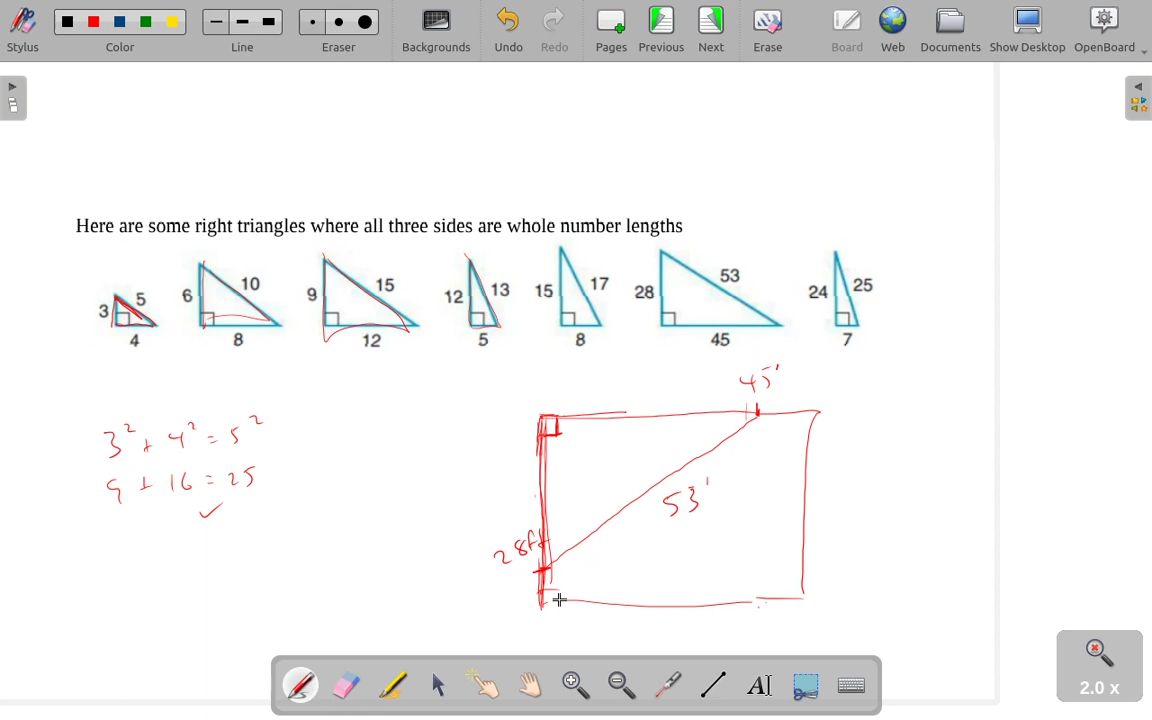 Stylus Color Line Eraser Backgrounds Undo Redo Pages Previous Next Erase Board Web Documents Show Desktop OpenBoard
Here are some right triangles where all three sides are whole number lengths
3 5 4
6 10 8
9 15 12
12 13 5
15 17 8
28 53 45
24 25 7
3² + 4² = 5²
9 + 16 = 25
✓
45'
53'
28ft
AI
2.0 x